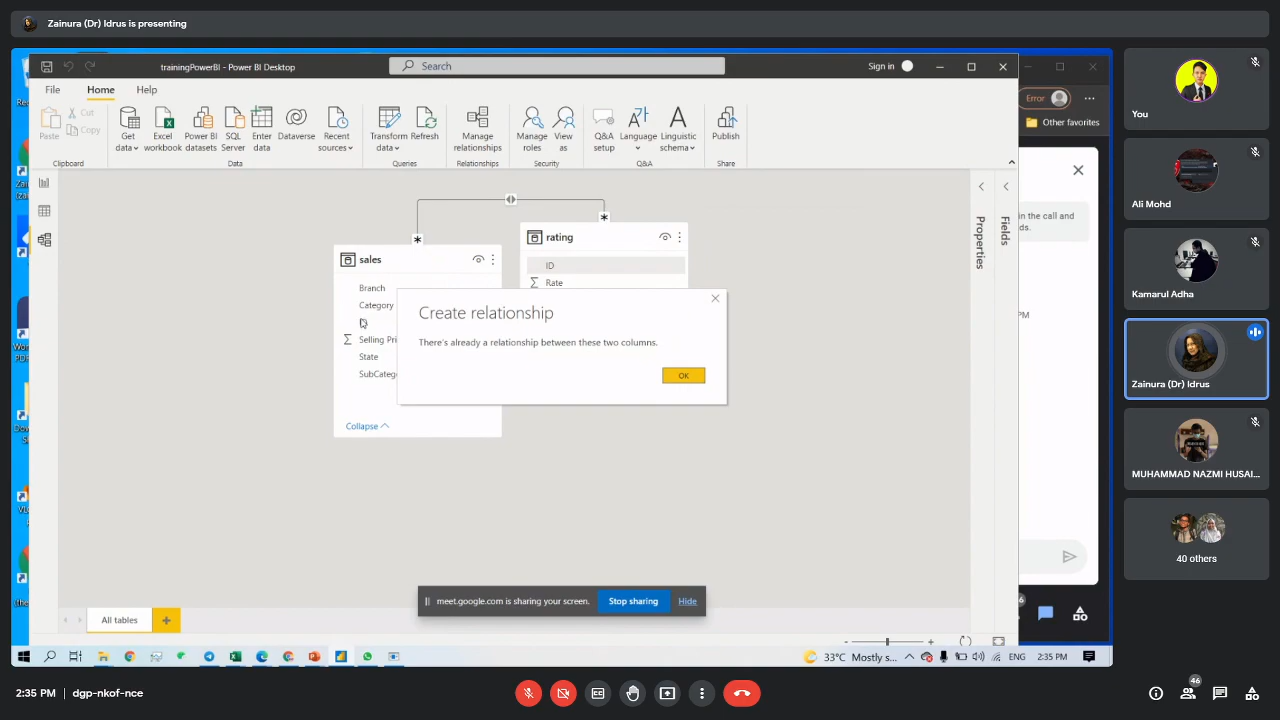 Zainura (Dr) Idrus is presenting
trainingPowerBI - Power BI Desktop
Search
Sign in
File
Home
Help
Paste
Cut
Copy
Get data
Excel workbook
Power BI datasets
SQL Server
Enter data
Dataverse
Recent sources
Transform data
Refresh
Manage relationships
Manage roles
View as
Q&A setup
Language
Linguistic schema
Publish
Clipboard
Data
Queries
Relationships
Security
Q&A
Share
Error
Other favorites
in the call and
ds.
PM
Properties
Fields
sales
Branch
Category
Selling Pri
State
SubCateg
Collapse
rating
ID
Rate
Create relationship
There's already a relationship between these two columns.
OK
meet.google.com is sharing your screen.
Stop sharing
Hide
All tables
33°C Mostly s...
ENG
2:35 PM
You
Ali Mohd
Kamarul Adha
Zainura (Dr) Idrus
MUHAMMAD NAZMI HUSAI...
40 others
2:35 PM
dgp-nkof-nce
46